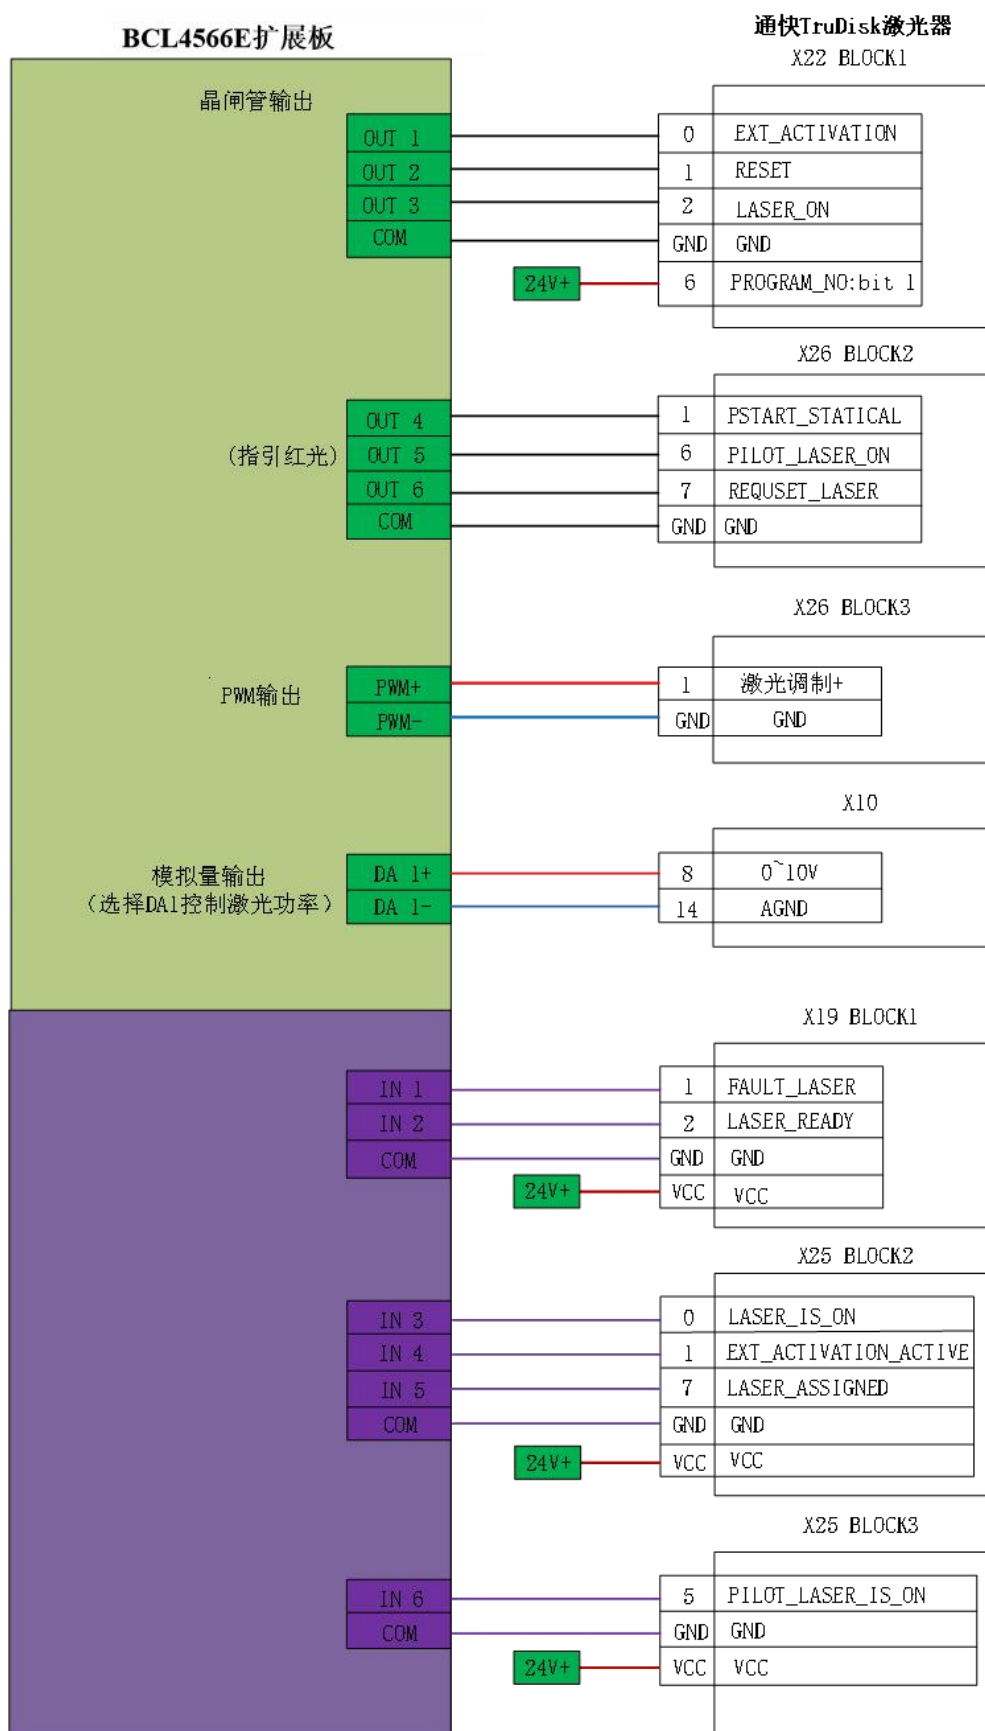 BCL4566E扩展板
通快TruDisk激光器
X22 BLOCK1
晶闸管输出
OUT 1
0 EXT_ACTIVATION
OUT 2
1 RESET
OUT 3
2 LASER_ON
COM
GND GND
24V+
6 PROGRAM_NO:bit 1
X26 BLOCK2
OUT 4
1 PSTART_STATICAL
(指引红光)
OUT 5
6 PILOT_LASER_ON
OUT 6
7 REQUSET_LASER
COM
GND GND
X26 BLOCK3
PWM输出
PWM+
1 激光调制+
PWM-
GND GND
X10
模拟量输出
(选择DA1控制激光功率)
DA 1+
8 0~10V
DA 1-
14 AGND
X19 BLOCK1
IN 1
1 FAULT_LASER
IN 2
2 LASER_READY
COM
GND GND
24V+
VCC VCC
X25 BLOCK2
IN 3
0 LASER_IS_ON
IN 4
1 EXT_ACTIVATION_ACTIVE
IN 5
7 LASER_ASSIGNED
COM
GND GND
24V+
VCC VCC
X25 BLOCK3
IN 6
5 PILOT_LASER_IS_ON
COM
GND GND
24V+
VCC VCC